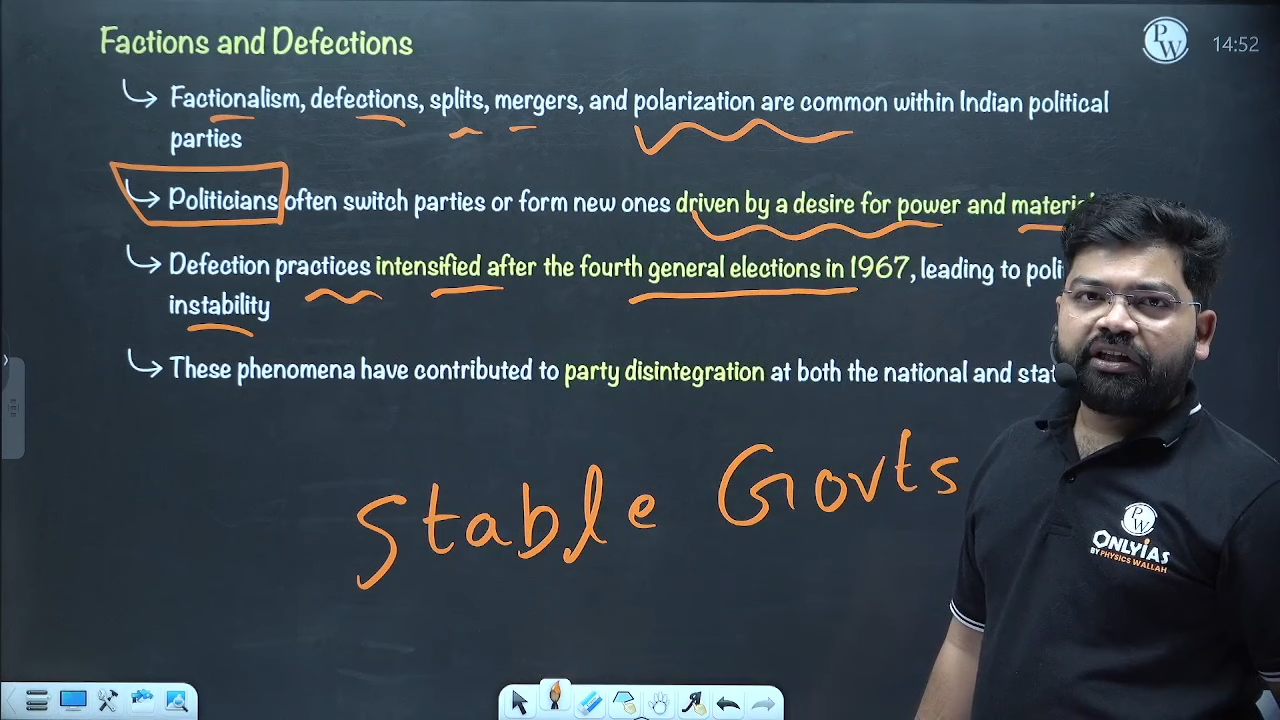 Factions and Defections
PW
14:52
Factionalism, defections, splits, mergers, and polarization are common within Indian political
parties
Politicians often switch parties or form new ones driven by a desire for power and
Defection practices intensified after the fourth general elections in 1967, leading to
instability
These phenomena have contributed to party disintegration at both the national and
Stable Govts
PW
ONLYIAS
BY PHYSICS WALLAH